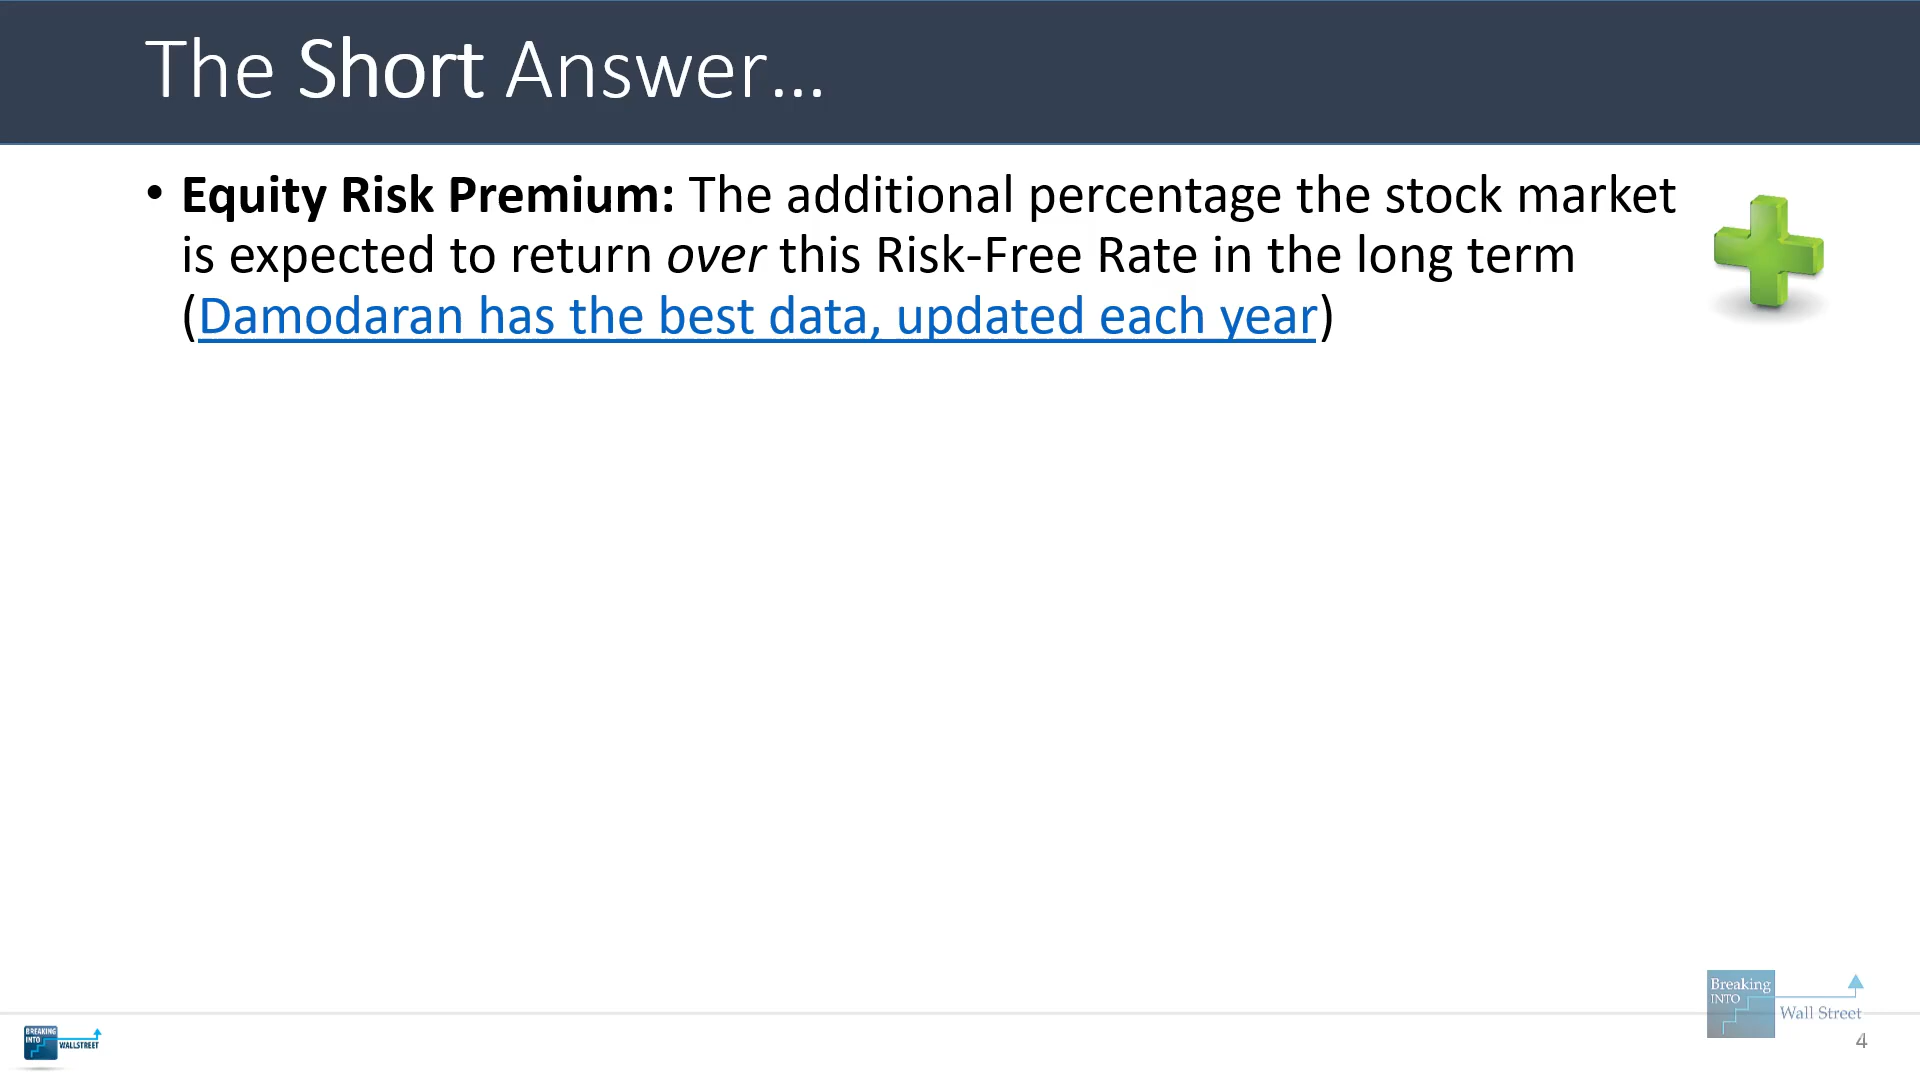 The Short Answer...
• Equity Risk Premium: The additional percentage the stock market
is expected to return over this Risk-Free Rate in the long term
(Damodaran has the best data, updated each year)
Breaking
INTO
Wall Street
BREAKING
INTO
WALLSTREET
4